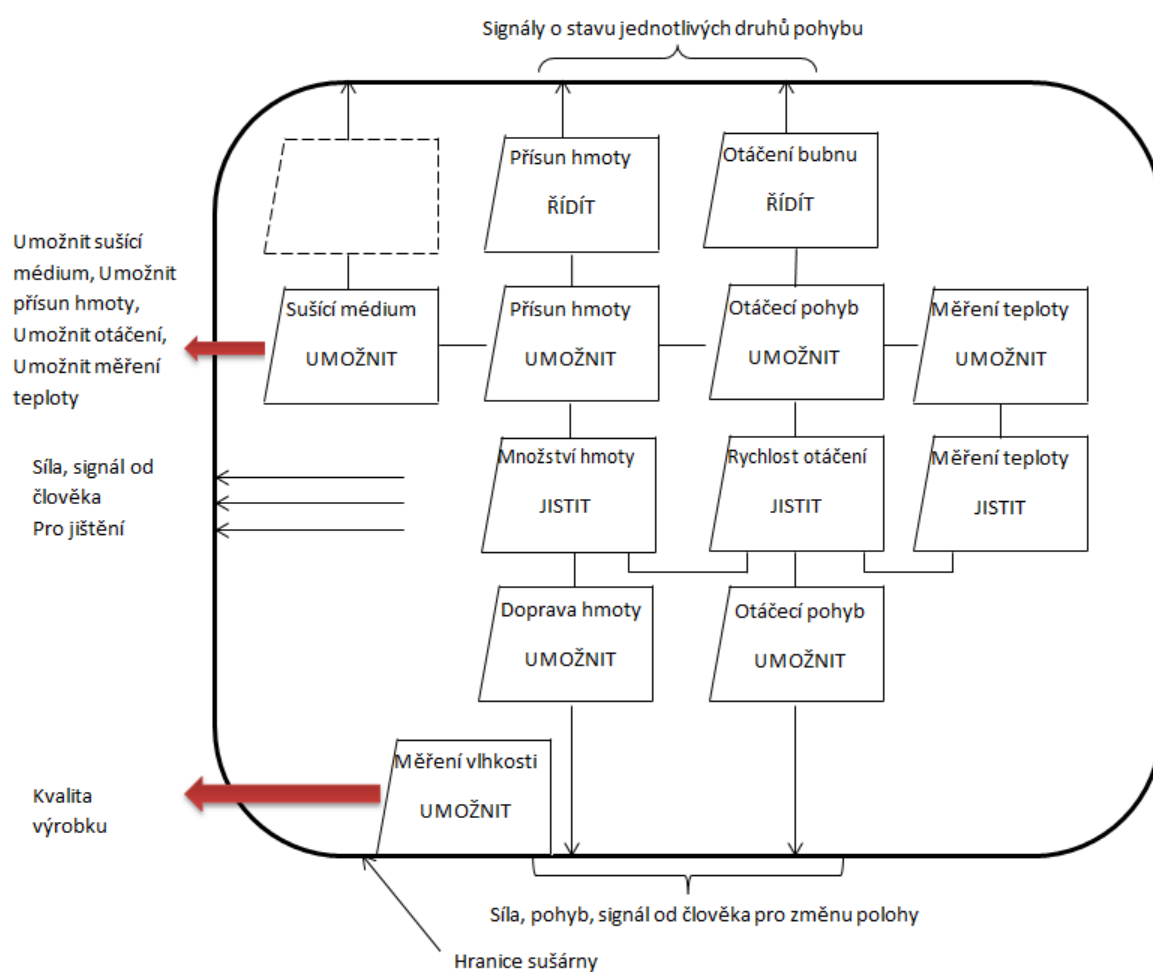 Signály o stavu jednotlivých druhů pohybu
Přísun hmoty
ŘÍDÍT
Otáčení bubnu
ŘÍDÍT
Umožnit sušící
médium, Umožnit
přísun hmoty,
Umožnit otáčení,
Umožnit měření
teploty
Sušící médium
UMOŽNIT
Přísun hmoty
UMOŽNIT
Otáčecí pohyb
UMOŽNIT
Měření teploty
UMOŽNIT
Síla, signál od
člověka
Pro jištění
Množství hmoty
JISTIT
Rychlost otáčení
JISTIT
Měření teploty
JISTIT
Doprava hmoty
UMOŽNIT
Otáčecí pohyb
UMOŽNIT
Měření vlhkosti
UMOŽNIT
Kvalita
výrobku
Síla, pohyb, signál od člověka pro změnu polohy
Hranice sušárny